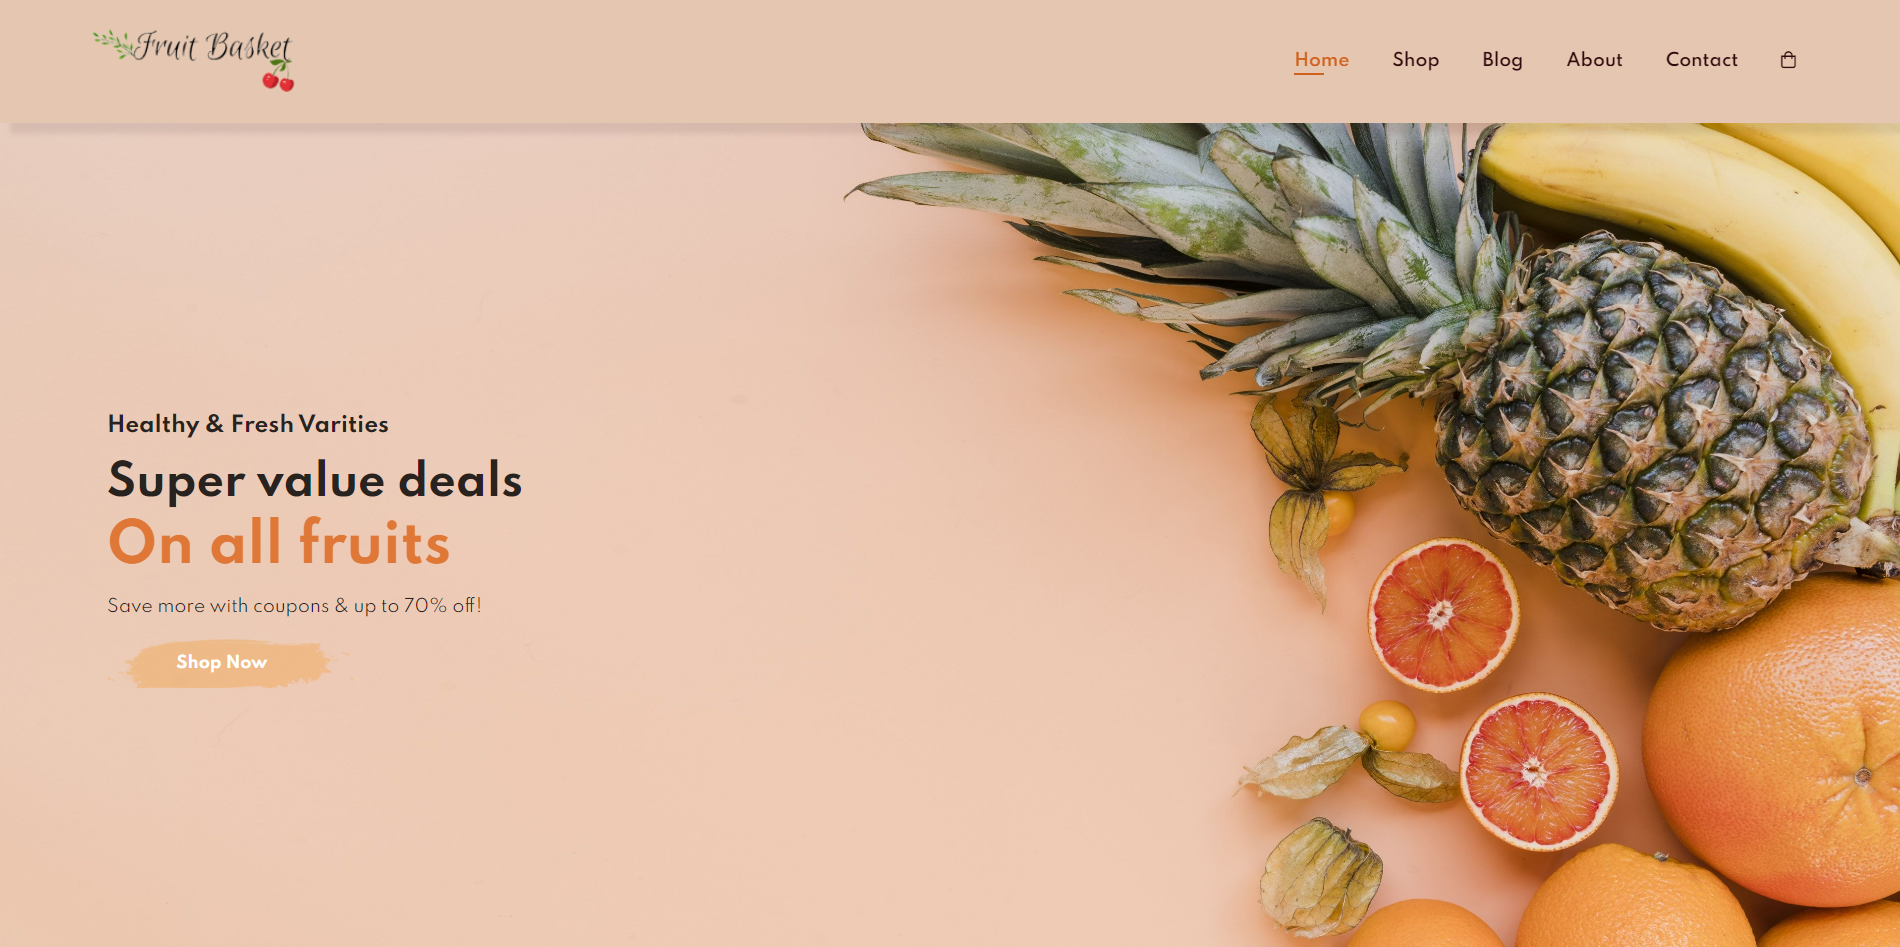 Fruit Basket
Home Shop Blog About Contact
Healthy & Fresh Varities
Super value deals
On all fruits
Save more with coupons & up to 70% off!
Shop Now